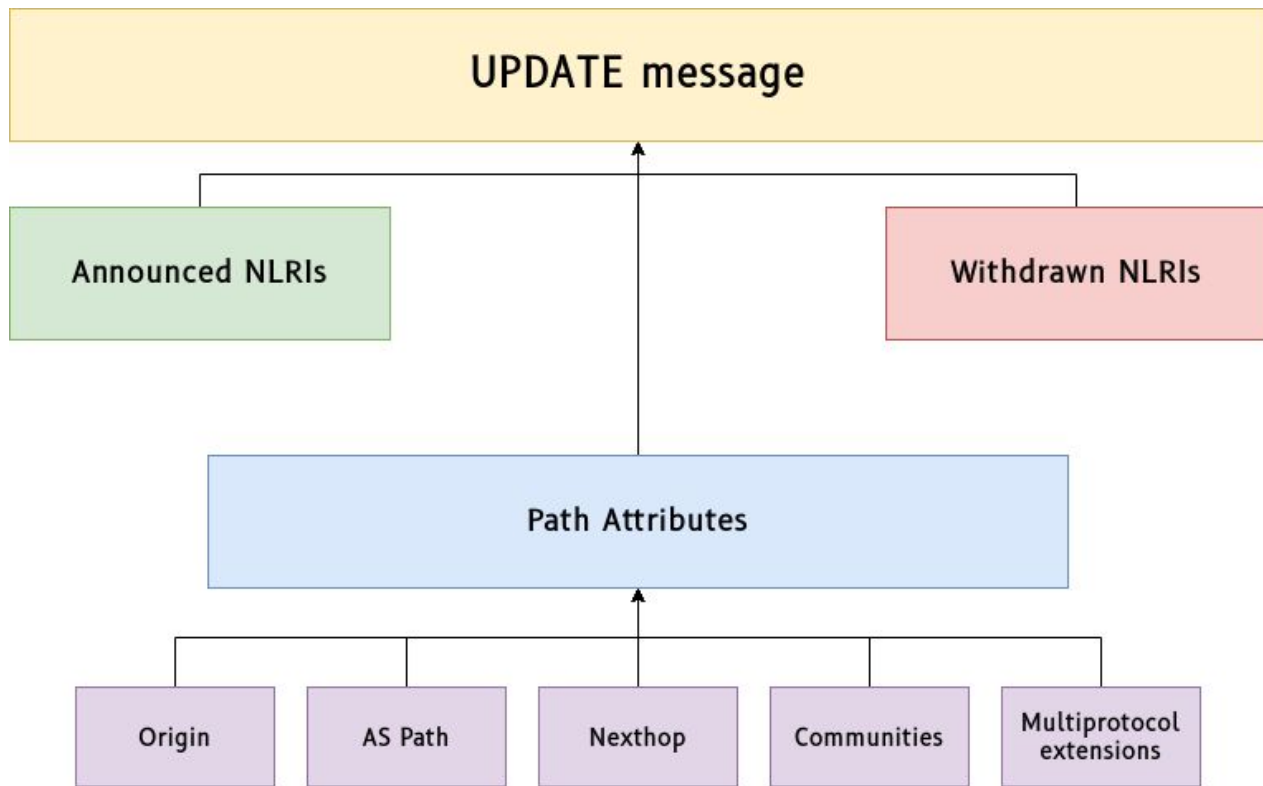 UPDATE message
Announced NLRIs
Withdrawn NLRIs
Path Attributes
Origin
AS Path
Nexthop
Communities
Multiprotocol
extensions